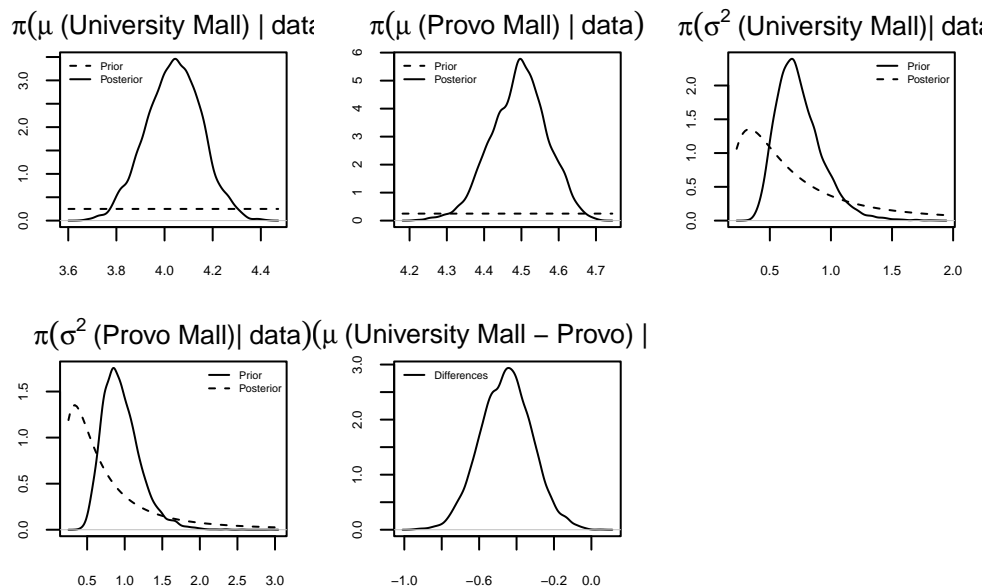 π(μ (University Mall) | data
Prior
Posterior
0.0 1.0 2.0 3.0
3.6 3.8 4.0 4.2 4.4
π(μ (Provo Mall) | data)
Prior
Posterior
0 1 2 3 4 5 6
4.2 4.3 4.4 4.5 4.6 4.7
π(σ² (University Mall)| data
Prior
Posterior
0.0 0.5 1.0 1.5 2.0
0.5 1.0 1.5 2.0
π(σ² (Provo Mall)| data)
Prior
Posterior
0.0 0.5 1.0 1.5
0.5 1.0 1.5 2.0 2.5 3.0
(μ (University Mall − Provo) |
Differences
0.0 1.0 2.0 3.0
−1.0 −0.6 −0.2 0.0